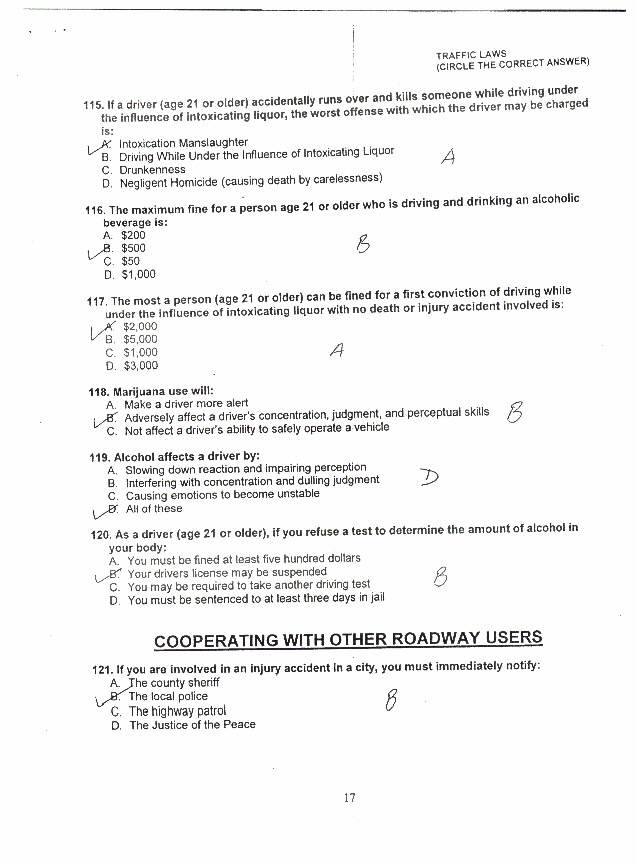 TRAFFIC LAWS
(CIRCLE THE CORRECT ANSWER)
115. If a driver (age 21 or older) accidentally runs over and kills someone while driving under
the influence of intoxicating liquor, the worst offense with which the driver may be charged
is:
A. Intoxication Manslaughter
B. Driving While Under the Influence of Intoxicating Liquor A
C. Drunkenness
D. Negligent Homicide (causing death by carelessness)
116. The maximum fine for a person age 21 or older who is driving and drinking an alcoholic
beverage is:
A. $200
B. $500 B
C. $50
D. $1,000
117. The most a person (age 21 or older) can be fined for a first conviction of driving while
under the influence of intoxicating liquor with no death or injury accident involved is:
A. $2,000
B. $5,000
C. $1,000 A
D. $3,000
118. Marijuana use will:
A. Make a driver more alert
B. Adversely affect a driver's concentration, judgment, and perceptual skills B
C. Not affect a driver's ability to safely operate a vehicle
119. Alcohol affects a driver by:
A. Slowing down reaction and impairing perception
B. Interfering with concentration and dulling judgment D
C. Causing emotions to become unstable
D. All of these
120. As a driver (age 21 or older), if you refuse a test to determine the amount of alcohol in
your body:
A. You must be fined at least five hundred dollars
B. Your drivers license may be suspended B
C. You may be required to take another driving test
D. You must be sentenced to at least three days in jail
COOPERATING WITH OTHER ROADWAY USERS
121. If you are involved in an injury accident in a city, you must immediately notify:
A. The county sheriff
B. The local police B
C. The highway patrol
D. The Justice of the Peace
17